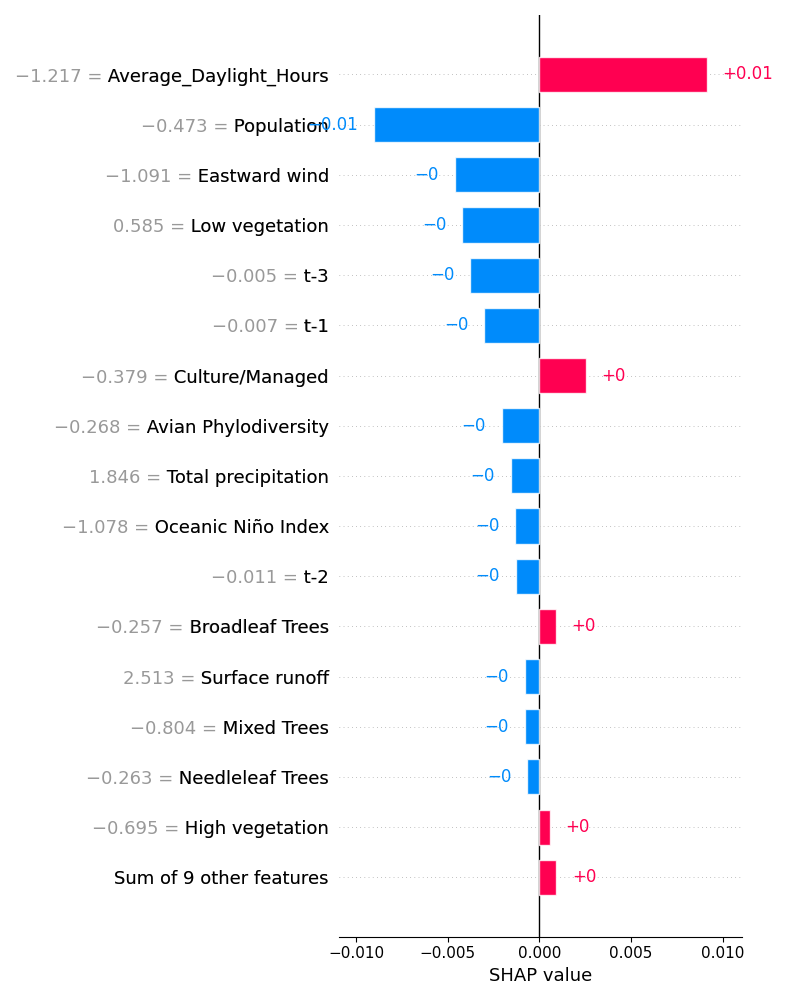 −1.217 = Average_Daylight_Hours +0.01
−0.473 = Population −0.01
−1.091 = Eastward wind −0
0.585 = Low vegetation −0
−0.005 = t-3 −0
−0.007 = t-1 −0
−0.379 = Culture/Managed +0
−0.268 = Avian Phylodiversity −0
1.846 = Total precipitation −0
−1.078 = Oceanic Niño Index −0
−0.011 = t-2 −0
−0.257 = Broadleaf Trees +0
2.513 = Surface runoff −0
−0.804 = Mixed Trees −0
−0.263 = Needleleaf Trees −0
−0.695 = High vegetation +0
Sum of 9 other features +0
−0.010 −0.005 0.000 0.005 0.010
SHAP value